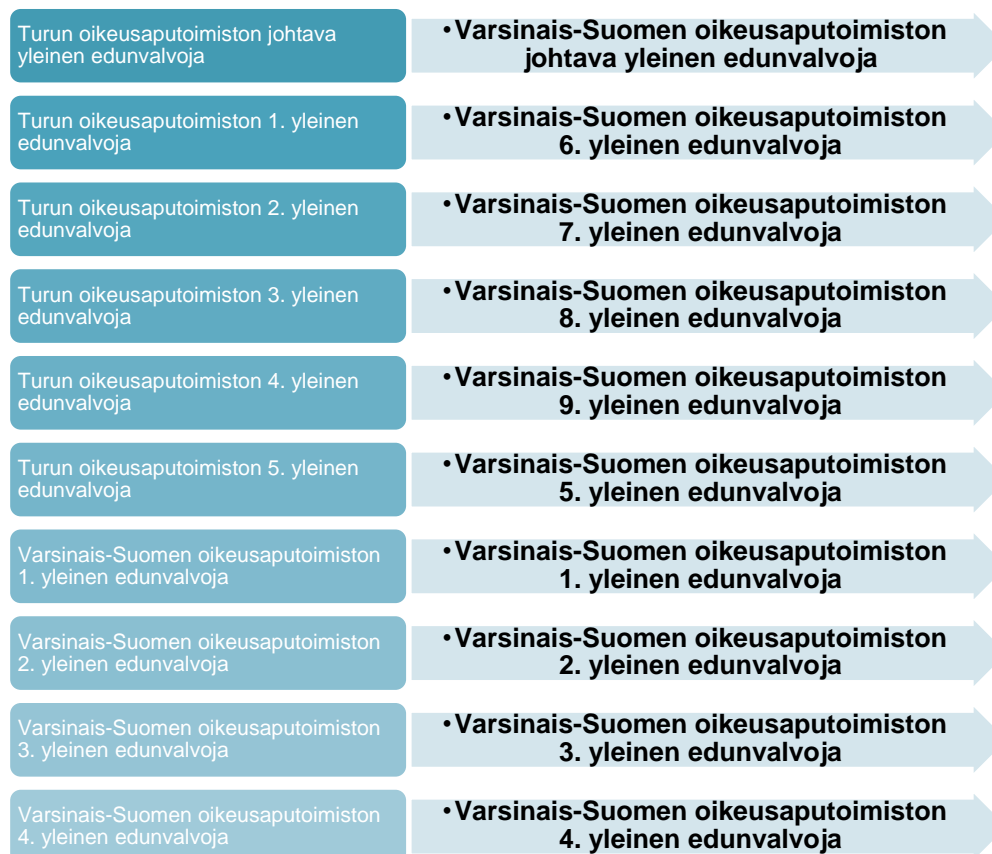 Turun oikeusaputoimiston johtava
yleinen edunvalvoja
•Varsinais-Suomen oikeusaputoimiston
johtava yleinen edunvalvoja
Turun oikeusaputoimiston 1. yleinen
edunvalvoja
•Varsinais-Suomen oikeusaputoimiston
6. yleinen edunvalvoja
Turun oikeusaputoimiston 2. yleinen
edunvalvoja
•Varsinais-Suomen oikeusaputoimiston
7. yleinen edunvalvoja
Turun oikeusaputoimiston 3. yleinen
edunvalvoja
•Varsinais-Suomen oikeusaputoimiston
8. yleinen edunvalvoja
Turun oikeusaputoimiston 4. yleinen
edunvalvoja
•Varsinais-Suomen oikeusaputoimiston
9. yleinen edunvalvoja
Turun oikeusaputoimiston 5. yleinen
edunvalvoja
•Varsinais-Suomen oikeusaputoimiston
5. yleinen edunvalvoja
Varsinais-Suomen oikeusaputoimiston
1. yleinen edunvalvoja
•Varsinais-Suomen oikeusaputoimiston
1. yleinen edunvalvoja
Varsinais-Suomen oikeusaputoimiston
2. yleinen edunvalvoja
•Varsinais-Suomen oikeusaputoimiston
2. yleinen edunvalvoja
Varsinais-Suomen oikeusaputoimiston
3. yleinen edunvalvoja
•Varsinais-Suomen oikeusaputoimiston
3. yleinen edunvalvoja
Varsinais-Suomen oikeusaputoimiston
4. yleinen edunvalvoja
•Varsinais-Suomen oikeusaputoimiston
4. yleinen edunvalvoja